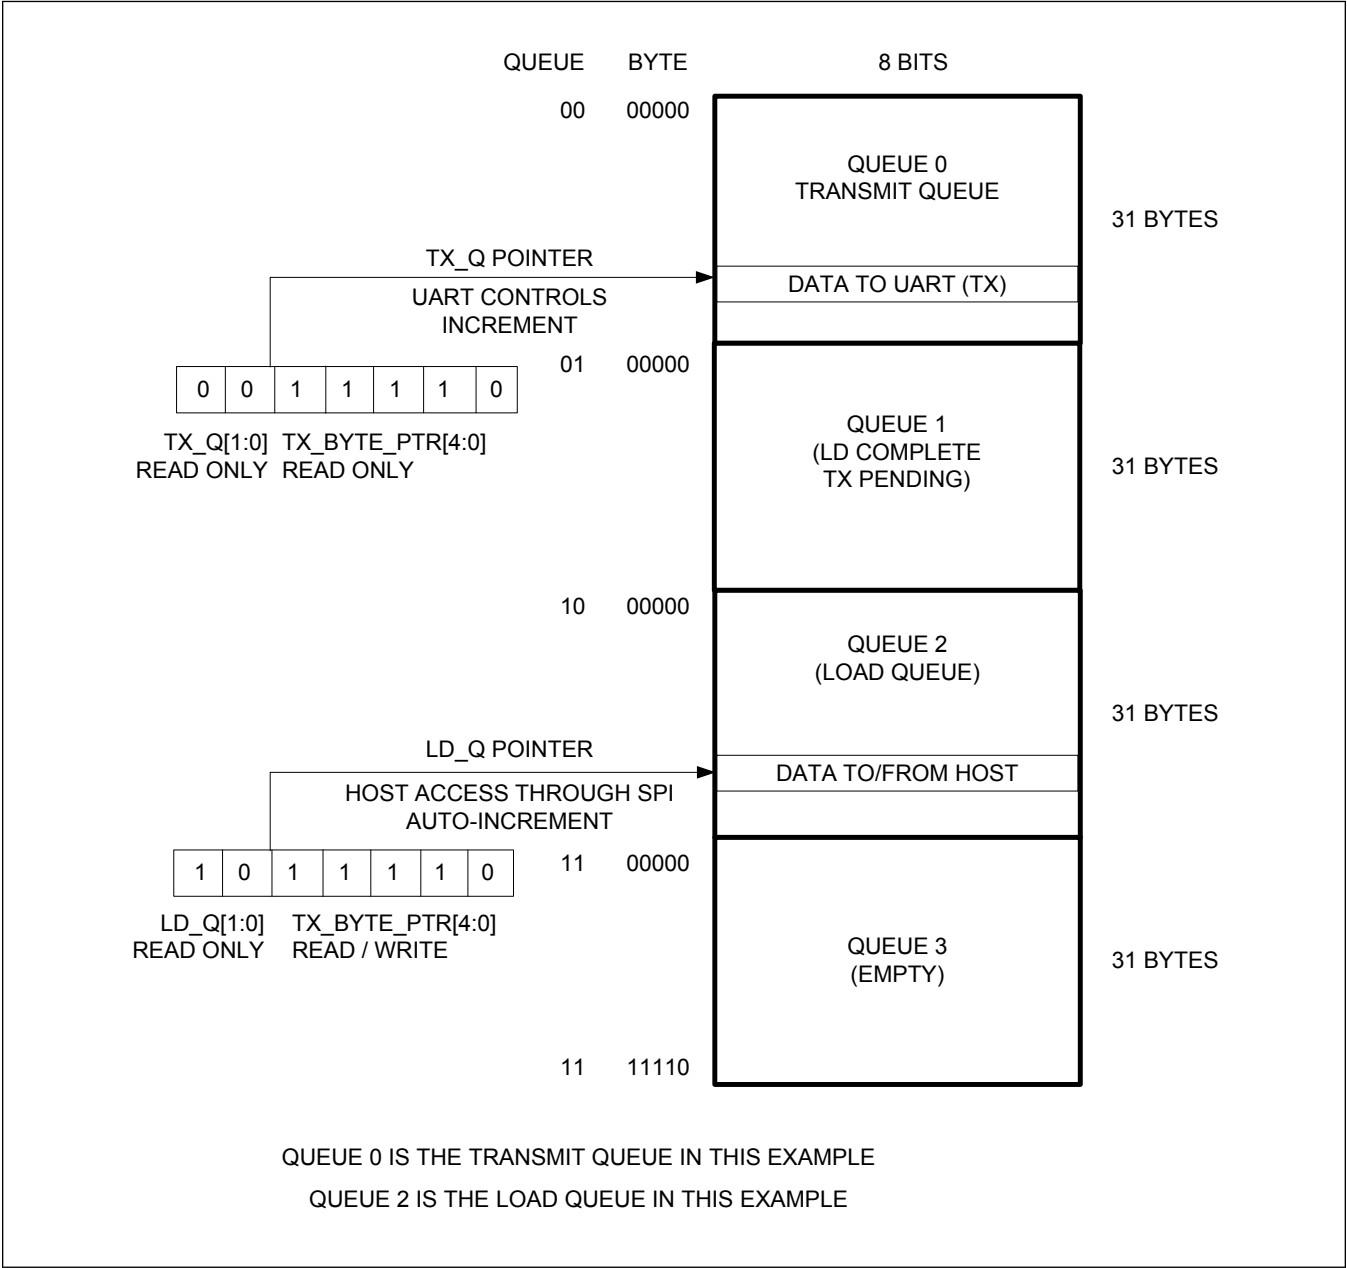 QUEUE BYTE 8 BITS
00 00000
QUEUE 0
TRANSMIT QUEUE
31 BYTES
TX_Q POINTER
DATA TO UART (TX)
UART CONTROLS
INCREMENT
01 00000
0 0 1 1 1 1 0
TX_Q[1:0] TX_BYTE_PTR[4:0]
READ ONLY READ ONLY
QUEUE 1
(LD COMPLETE
TX PENDING)
31 BYTES
10 00000
QUEUE 2
(LOAD QUEUE)
31 BYTES
LD_Q POINTER
DATA TO/FROM HOST
HOST ACCESS THROUGH SPI
AUTO-INCREMENT
11 00000
1 0 1 1 1 1 0
LD_Q[1:0] TX_BYTE_PTR[4:0]
READ ONLY READ / WRITE
QUEUE 3
(EMPTY)
31 BYTES
11 11110
QUEUE 0 IS THE TRANSMIT QUEUE IN THIS EXAMPLE
QUEUE 2 IS THE LOAD QUEUE IN THIS EXAMPLE